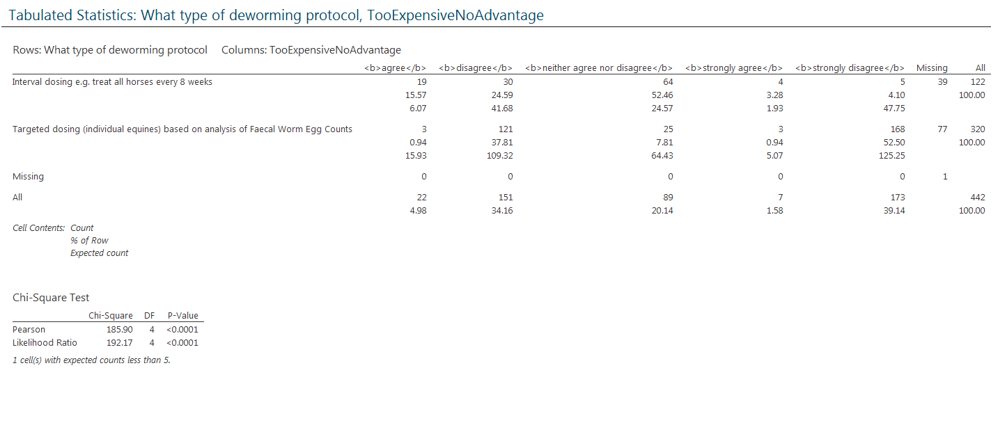 Tabulated Statistics: What type of deworming protocol, TooExpensiveNoAdvantage
Rows: What type of deworming protocol Columns: TooExpensiveNoAdvantage
<b>agree</b> <b>disagree</b> <b>neither agree nor disagree</b> <b>strongly agree</b> <b>strongly disagree</b> Missing All
Interval dosing e.g. treat all horses every 8 weeks 19 30 64 4 5 39 122
15.57 24.59 52.46 3.28 4.10 100.00
6.07 41.68 24.57 1.93 47.75
Targeted dosing (individual equines) based on analysis of Faecal Worm Egg Counts 3 121 25 3 168 77 320
0.94 37.81 7.81 0.94 52.50 100.00
15.93 109.32 64.43 5.07 125.25
Missing 0 0 0 0 0 1
All 22 151 89 7 173 442
4.98 34.16 20.14 1.58 39.14 100.00
Cell Contents: Count
% of Row
Expected count
Chi-Square Test
Chi-Square DF P-Value
Pearson 185.90 4 <0.0001
Likelihood Ratio 192.17 4 <0.0001
1 cell(s) with expected counts less than 5.